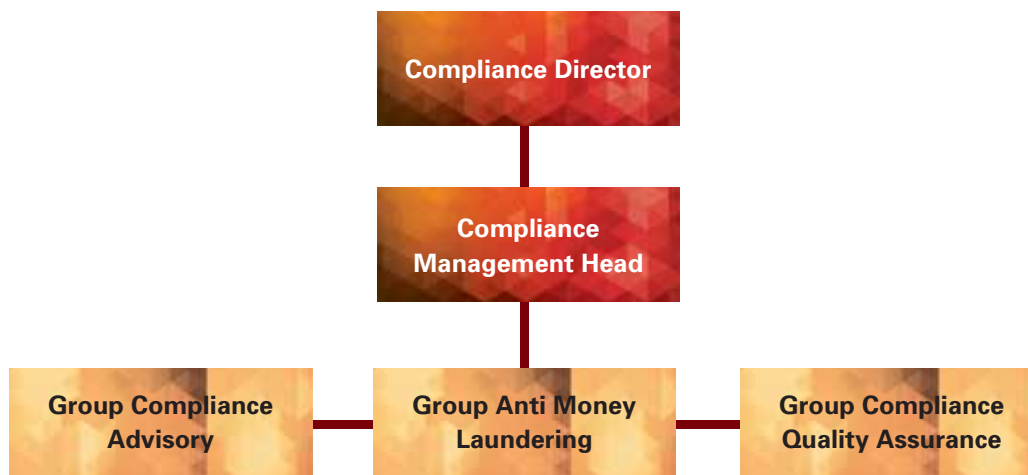 Compliance Director
Compliance
Management Head
Group Compliance
Advisory
Group Anti Money
Laundering
Group Compliance
Quality Assurance